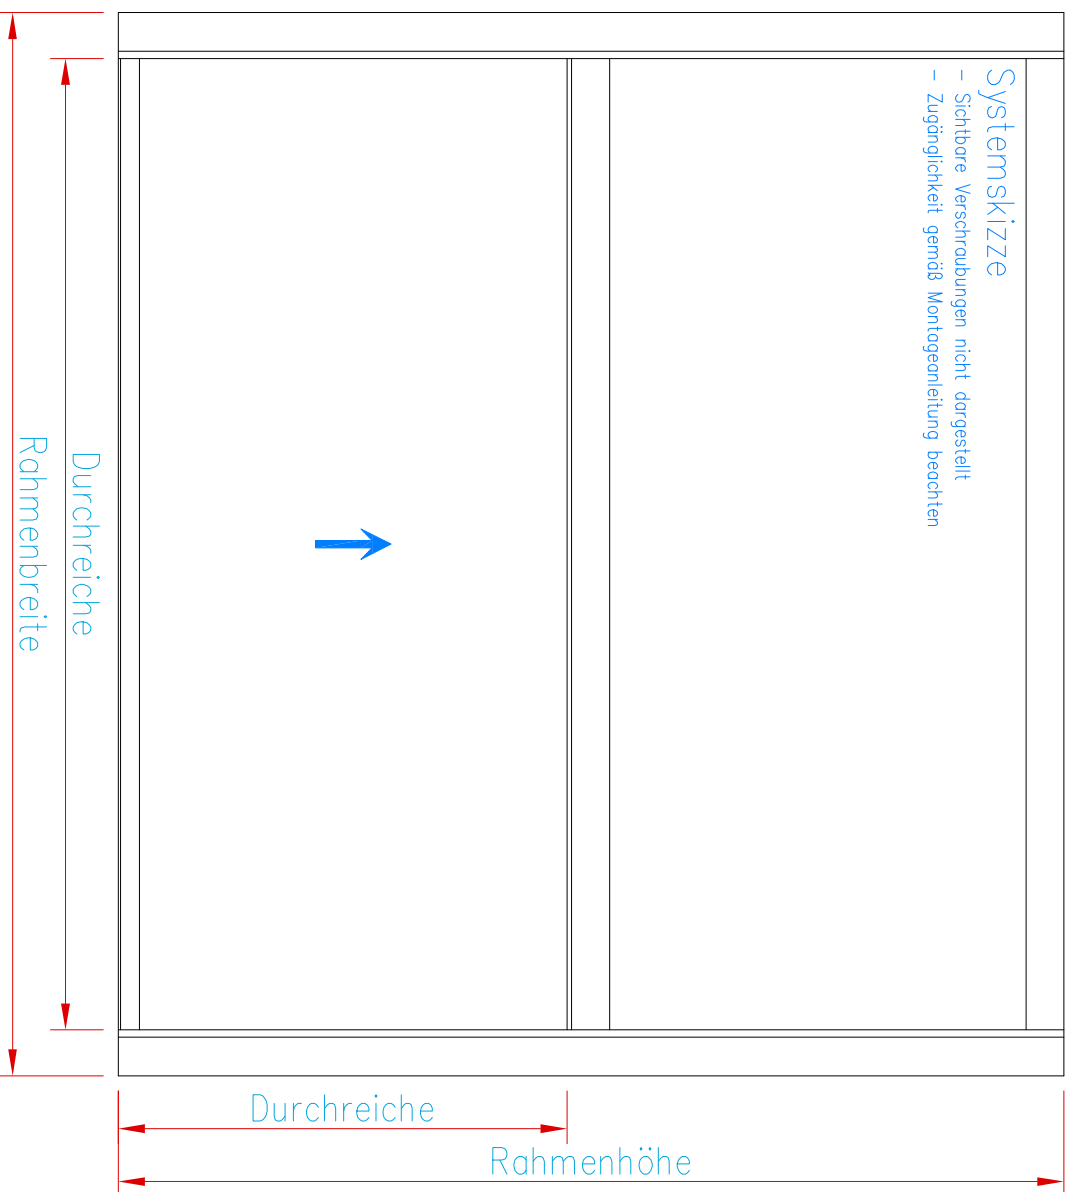 Systemskizze
- Sichtbare Verschraubungen nicht dargestellt
- Zugänglichkeit gemäß Montageanleitung beachten
Durchreiche
Rahmenbreite
Durchreiche
Rahmenhöhe